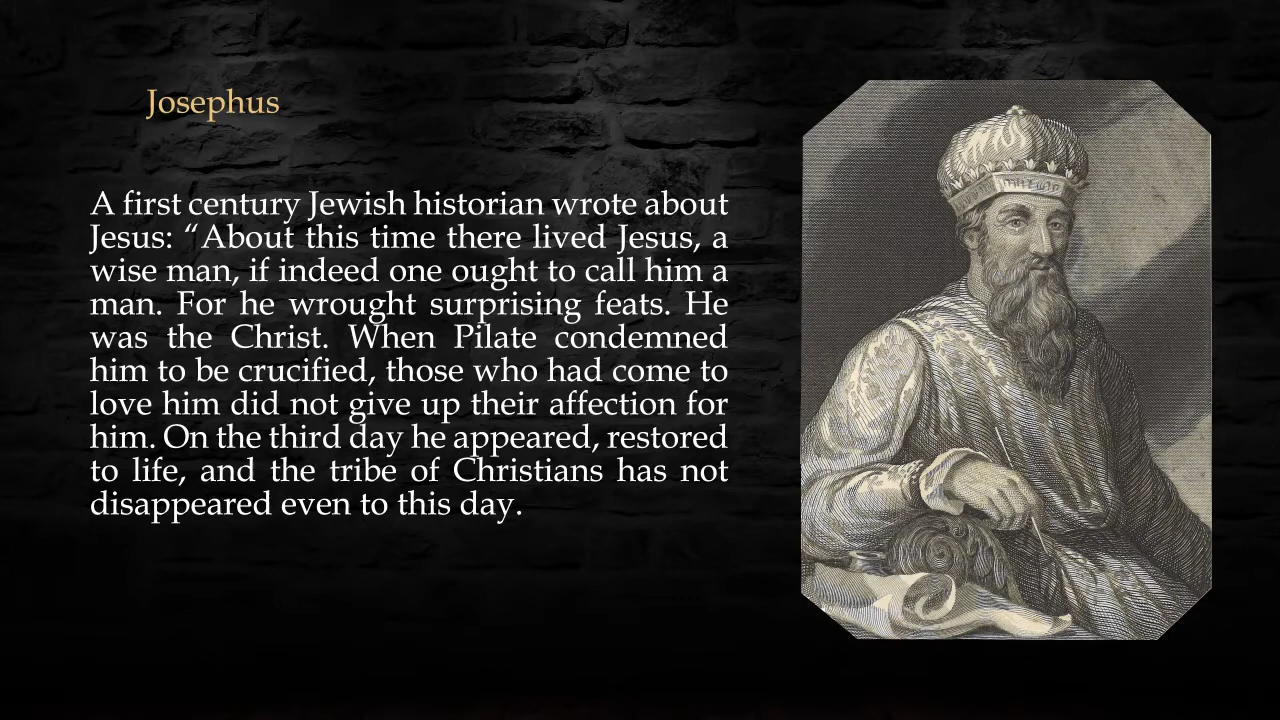 Josephus
A first century Jewish historian wrote about
Jesus: “About this time there lived Jesus, a
wise man, if indeed one ought to call him a
man. For he wrought surprising feats. He
was the Christ. When Pilate condemned
him to be crucified, those who had come to
love him did not give up their affection for
him. On the third day he appeared, restored
to life, and the tribe of Christians has not
disappeared even to this day.